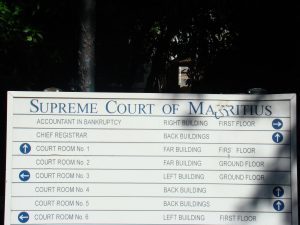 SUPREME COURT OF MAURITIUS
ACCOUNTANT IN BANKRUPTCY RIGHT BUILDING FIRST FLOOR
CHIEF REGISTRAR BACK BUILDINGS
COURT ROOM No. 1 FAR BUILDING FIRST FLOOR
COURT ROOM No. 2 FAR BUILDING GROUND FLOOR
COURT ROOM No. 3 LEFT BUILDING GROUND FLOOR
COURT ROOM No. 4 BACK BUILDINGS
COURT ROOM No. 5 BACK BUILDINGS
COURT ROOM No. 6 LEFT BUILDING FIRST FLOOR